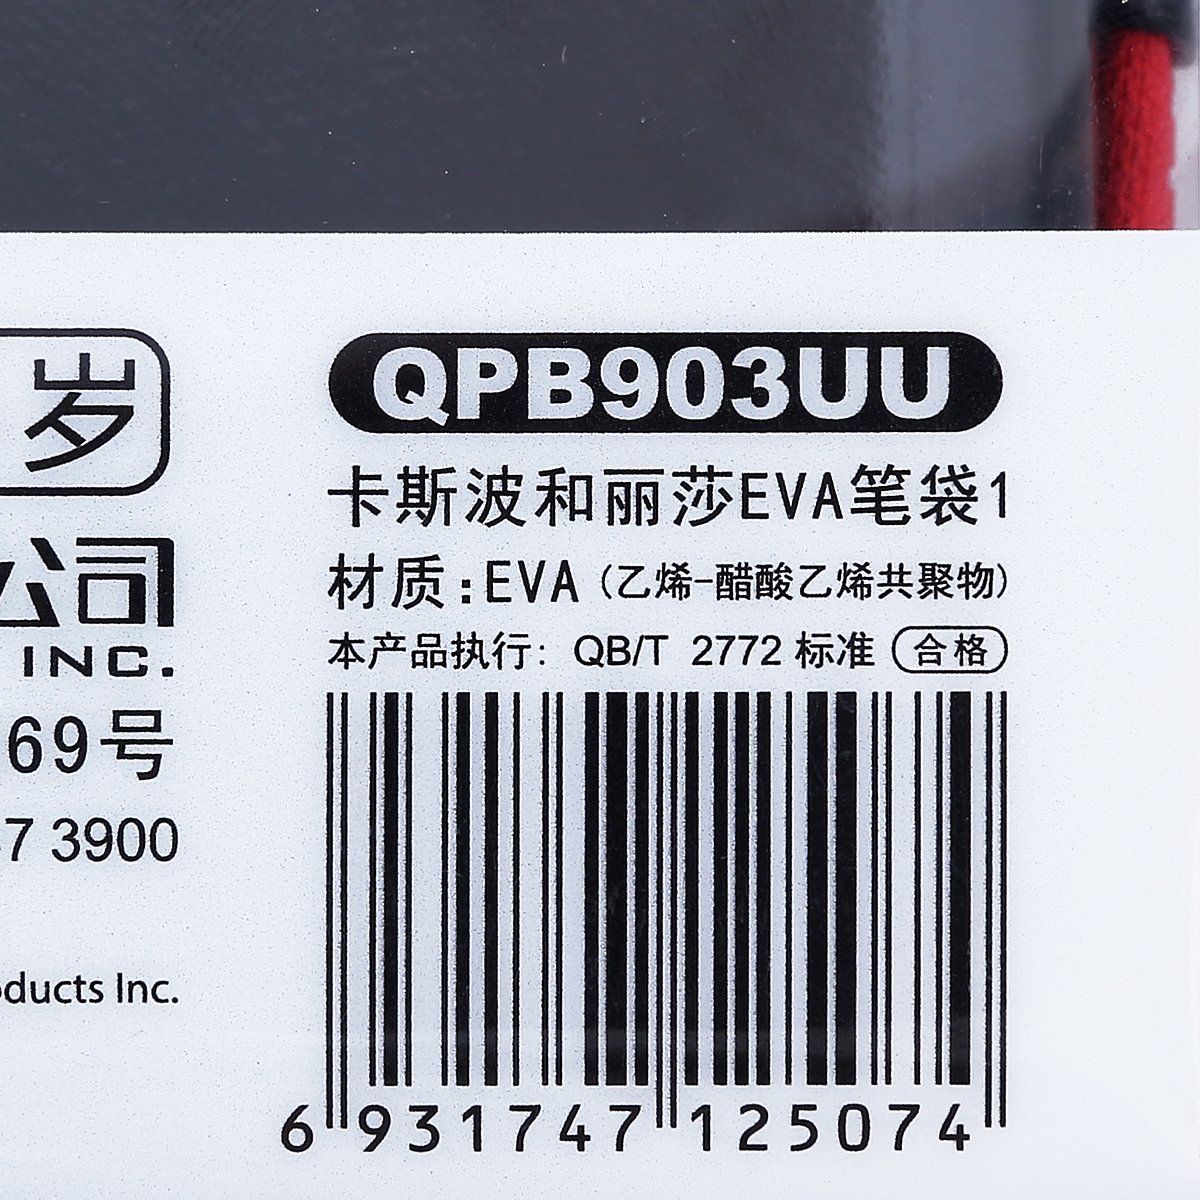 岁
公司
INC.
69号
7 3900
oducts Inc.
QPB903UU
卡斯波和丽莎EVA笔袋1
材质:EVA(乙烯-醋酸乙烯共聚物)
本产品执行: QB/T 2772 标准 合格
6 931747 125074